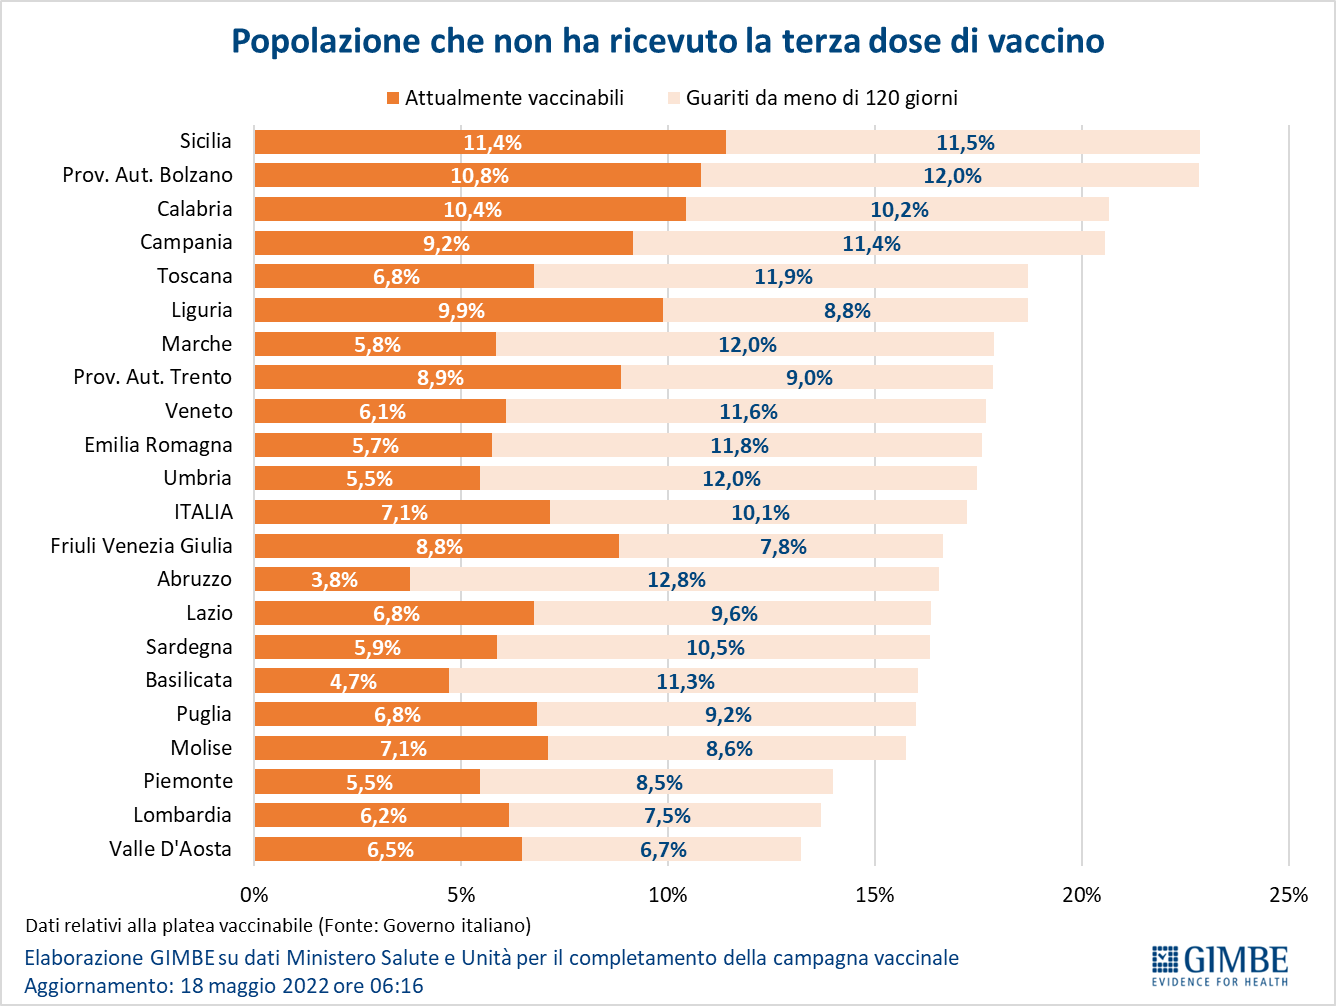 Popolazione che non ha ricevuto la terza dose di vaccino
Attualmente vaccinabili Guariti da meno di 120 giorni
Sicilia 11,4% 11,5%
Prov. Aut. Bolzano 10,8% 12,0%
Calabria 10,4% 10,2%
Campania 9,2% 11,4%
Toscana 6,8% 11,9%
Liguria 9,9% 8,8%
Marche 5,8% 12,0%
Prov. Aut. Trento 8,9% 9,0%
Veneto 6,1% 11,6%
Emilia Romagna 5,7% 11,8%
Umbria 5,5% 12,0%
ITALIA 7,1% 10,1%
Friuli Venezia Giulia 8,8% 7,8%
Abruzzo 3,8% 12,8%
Lazio 6,8% 9,6%
Sardegna 5,9% 10,5%
Basilicata 4,7% 11,3%
Puglia 6,8% 9,2%
Molise 7,1% 8,6%
Piemonte 5,5% 8,5%
Lombardia 6,2% 7,5%
Valle D'Aosta 6,5% 6,7%
0% 5% 10% 15% 20% 25%
Dati relativi alla platea vaccinabile (Fonte: Governo italiano)
Elaborazione GIMBE su dati Ministero Salute e Unità per il completamento della campagna vaccinale
Aggiornamento: 18 maggio 2022 ore 06:16
GIMBE
EVIDENCE FOR HEALTH